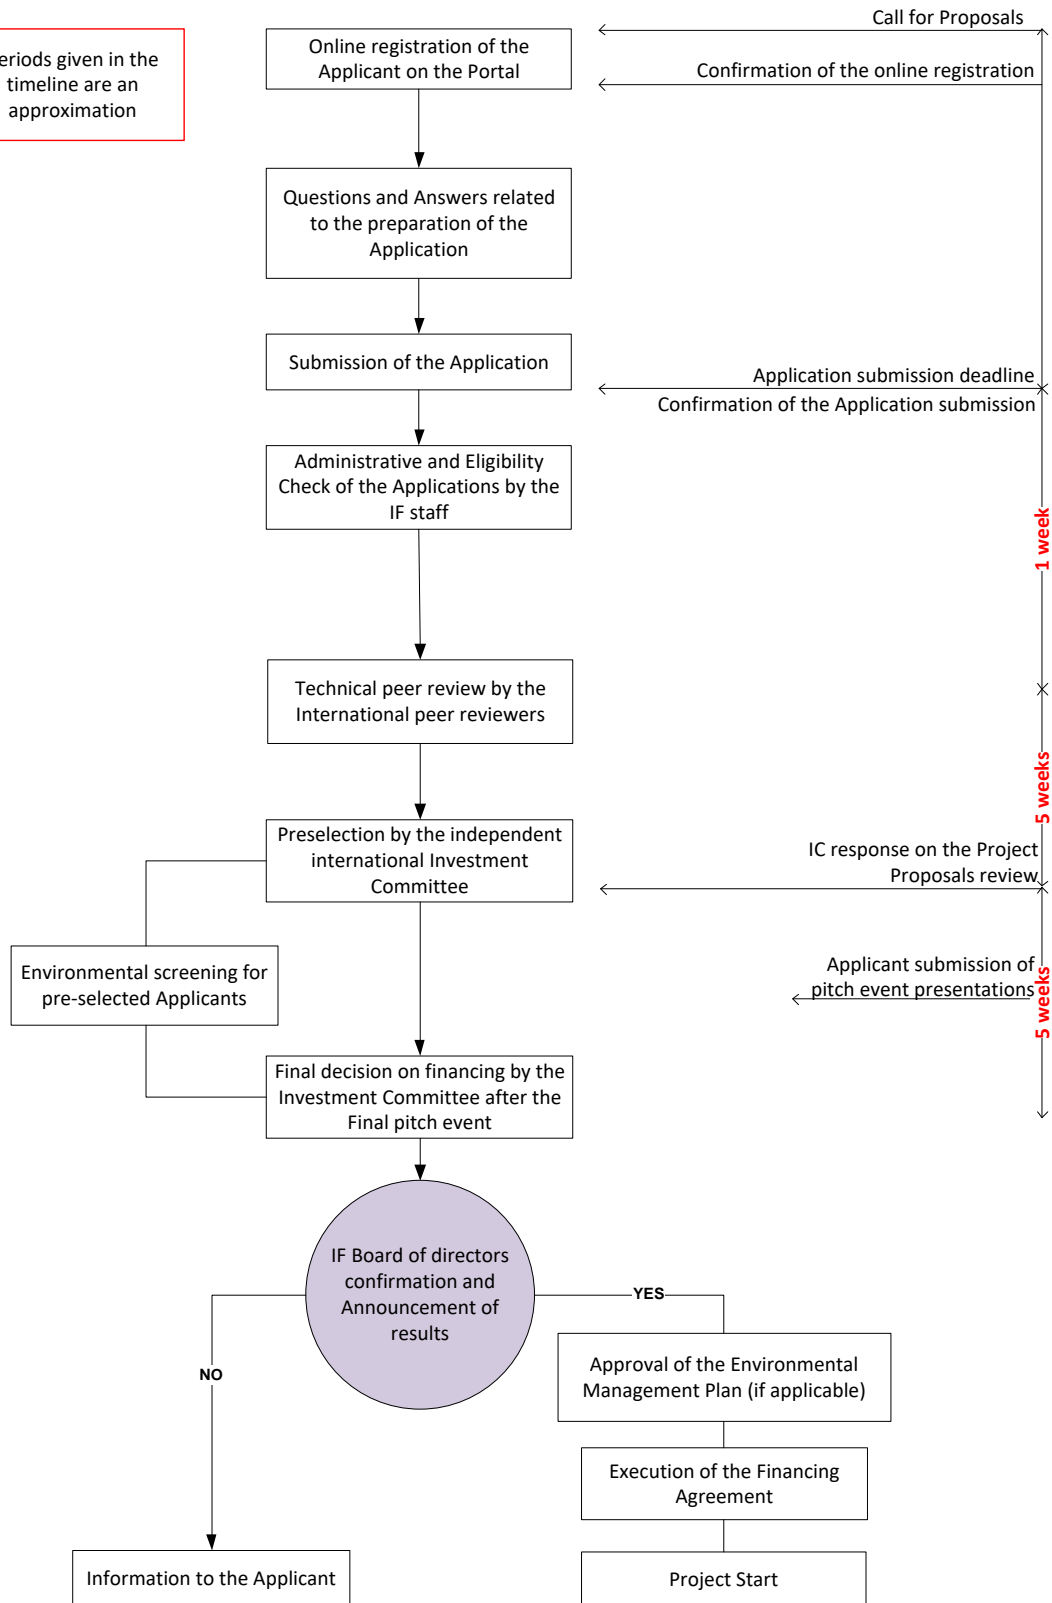 Call for Proposals
eriods given in the
timeline are an
approximation
Online registration of the
Applicant on the Portal
Confirmation of the online registration
Questions and Answers related
to the preparation of the
Application
Submission of the Application
Application submission deadline
Confirmation of the Application submission
Administrative and Eligibility
Check of the Applications by the
IF staff
1 week
Technical peer review by the
International peer reviewers
5 weeks
Preselection by the independent
international Investment
Committee
IC response on the Project
Proposals review
Environmental screening for
pre-selected Applicants
Applicant submission of
pitch event presentations
5 weeks
Final decision on financing by the
Investment Committee after the
Final pitch event
IF Board of directors
confirmation and
Announcement of
results
YES
NO
Approval of the Environmental
Management Plan (if applicable)
Execution of the Financing
Agreement
Information to the Applicant
Project Start